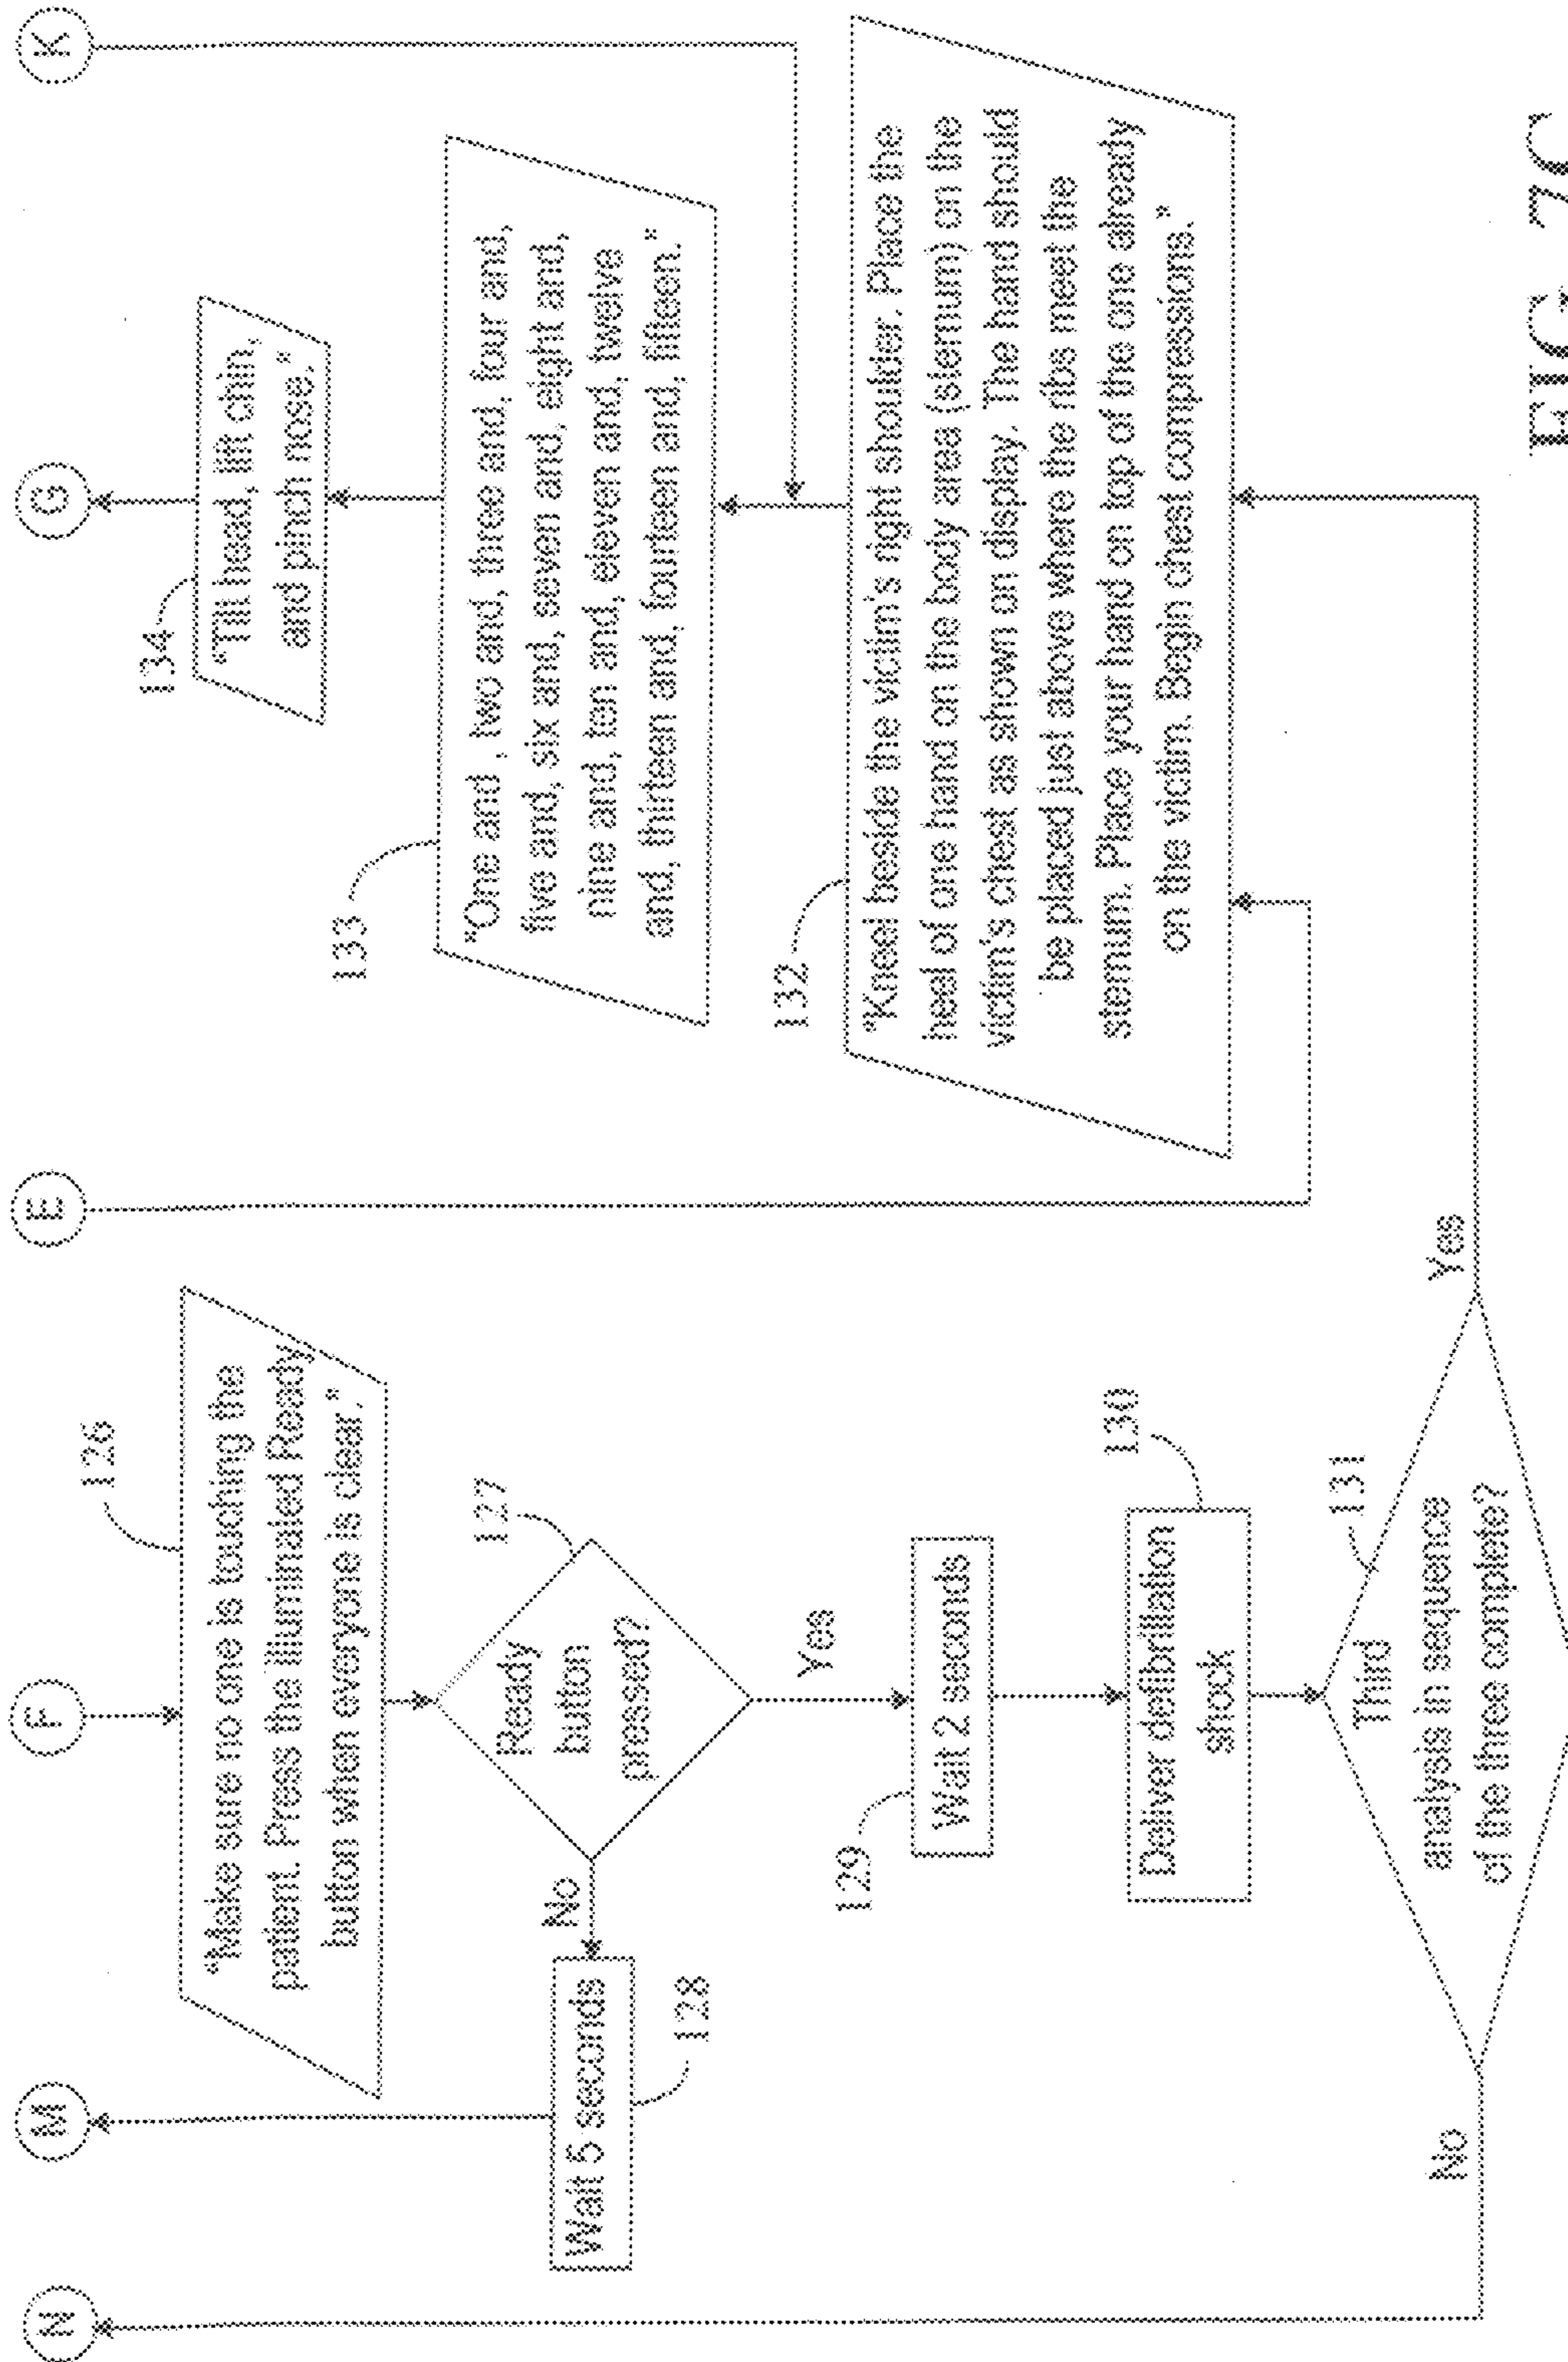 N
M
F
E
G
K
126
"Make sure no one is touching the
patient. Press the illuminated Ready
button when everyone is clear."
127
Ready
button
pressed?
No
Wait 5 seconds
128
Yes
129
Wait 2 seconds
130
Deliver defibrillation
shock
131
Third
analysis in sequence
of the three complete?
No
Yes
134
"Tilt head, lift chin,
and pinch nose."
133
"One and , two and, three and, four and,
five and, six and, seven and, eight and,
nine and, ten and, eleven and, twelve
and, thirteen and, fourteen and, fifteen."
132
"Kneel beside the victim's right shoulder. Place the
heel of one hand on the body area (sternum) on the
victim's chest as shown on display. The hand should
be placed just above where the ribs meet the
sternum. Place your hand on top of the one already
on the victim. Begin chest compressions."
FIG. 7C